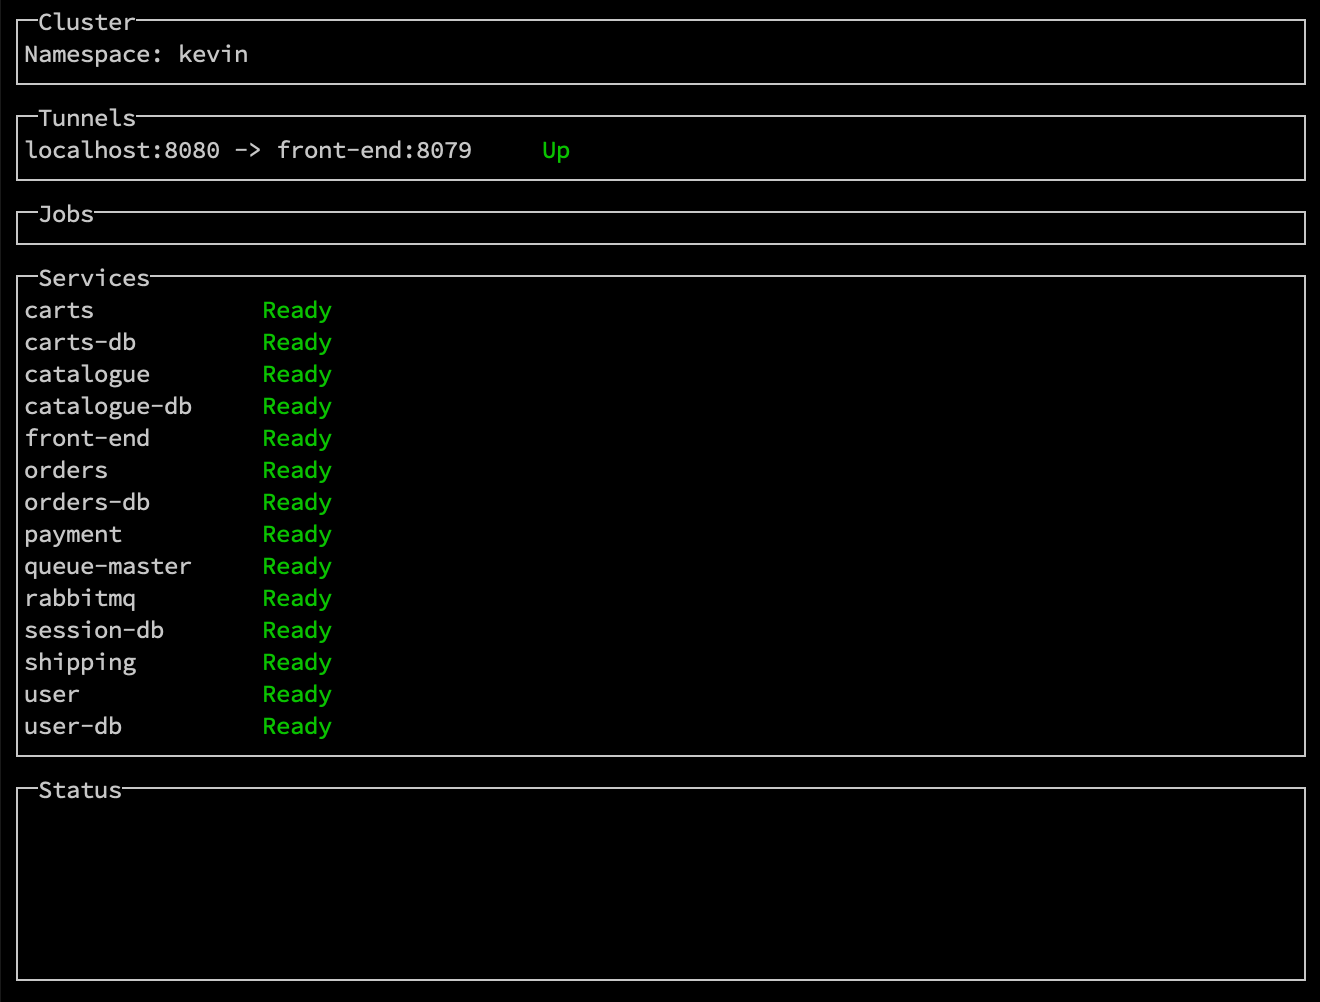 Cluster
Namespace: kevin
Tunnels
localhost:8080 -> front-end:8079 Up
Jobs
Services
carts Ready
carts-db Ready
catalogue Ready
catalogue-db Ready
front-end Ready
orders Ready
orders-db Ready
payment Ready
queue-master Ready
rabbitmq Ready
session-db Ready
shipping Ready
user Ready
user-db Ready
Status